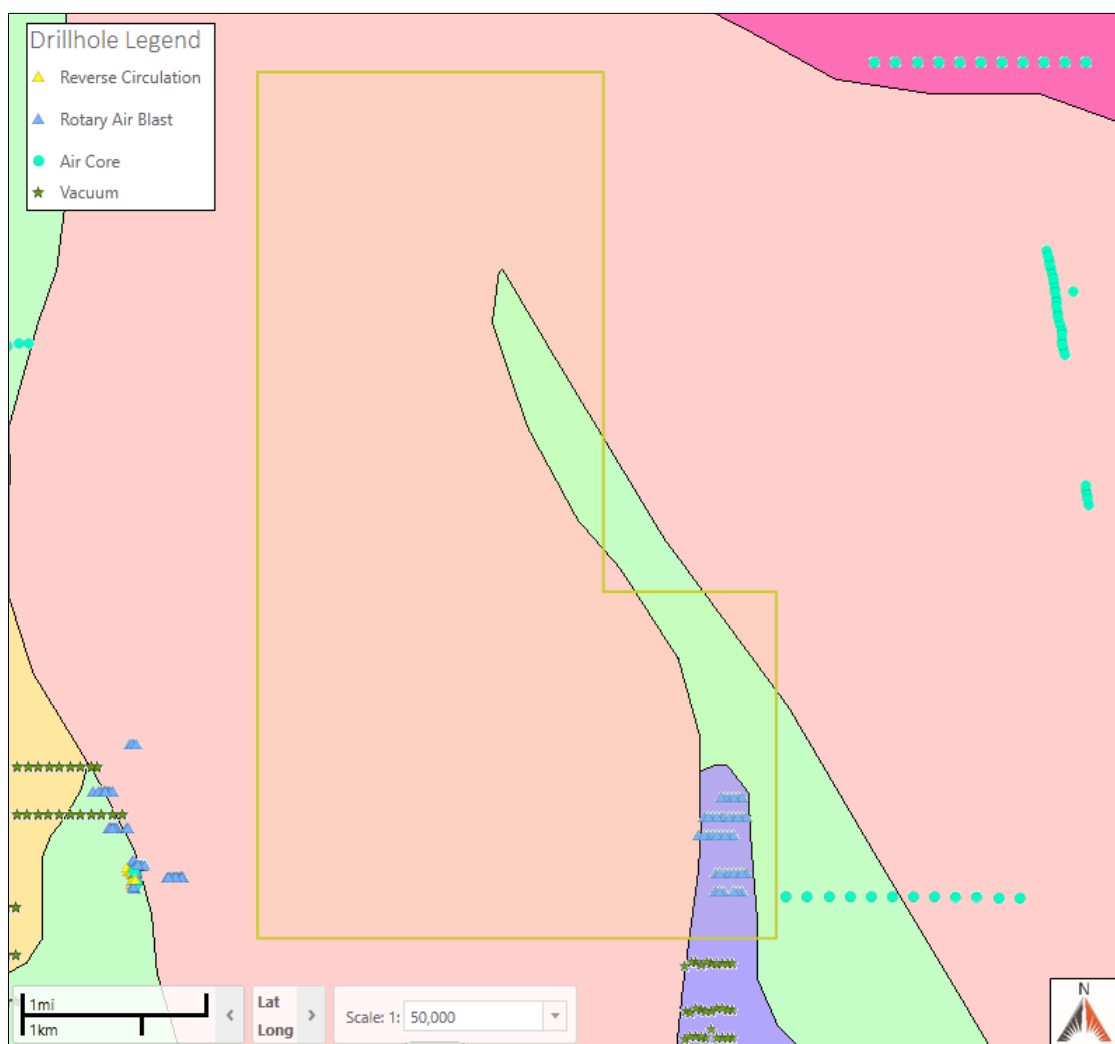 Drillhole Legend
Reverse Circulation
Rotary Air Blast
Air Core
Vacuum
1mi
1km
Lat
Long
Scale: 1: 50,000
N